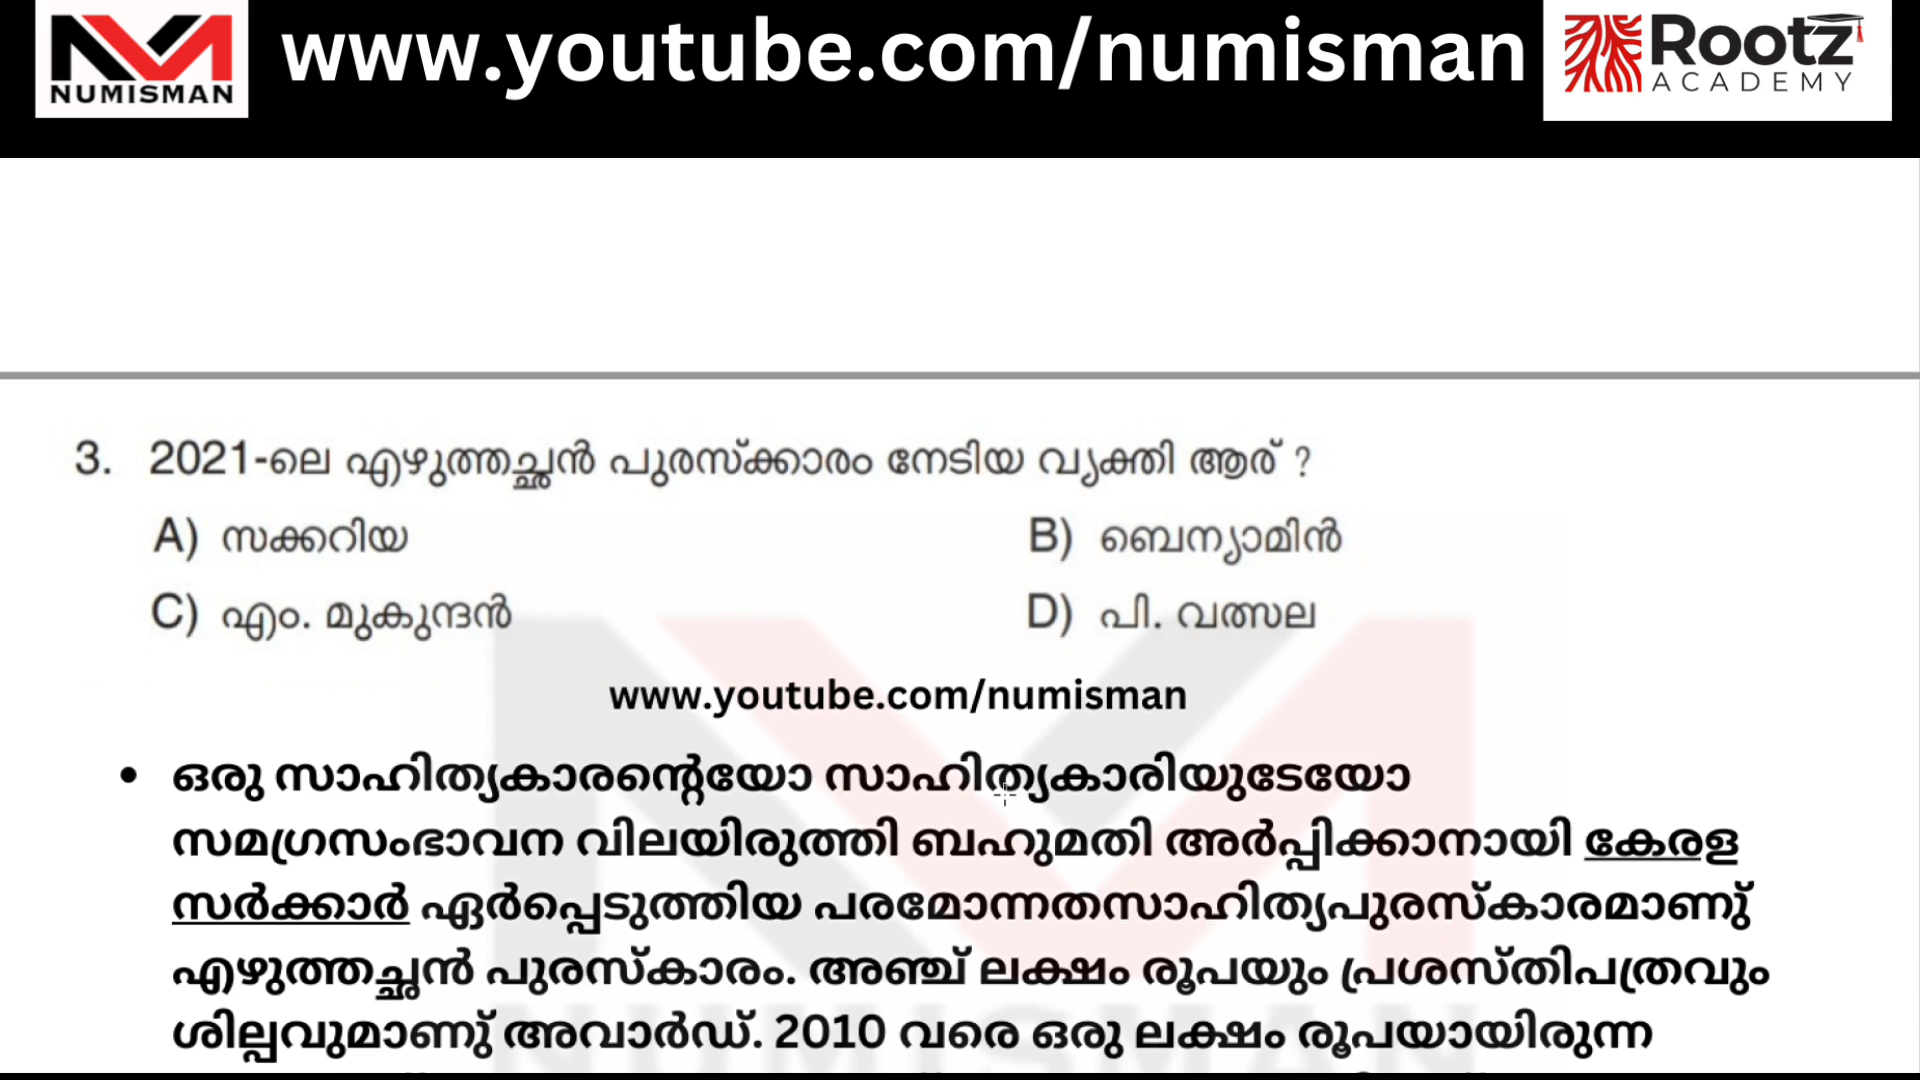 NUMISMAN
www.youtube.com/numisman
Rootz
ACADEMY
3. 2021-ലെ എഴുത്തച്ഛൻ പുരസ്ക്കാരം നേടിയ വ്യക്തി ആര് ?
A) സക്കറിയ
B) ബെന്യാമിൻ
C) എം. മുകുന്ദൻ
D) പി. വത്സല
www.youtube.com/numisman
• ഒരു സാഹിത്യകാരന്റെയോ സാഹിത്യകാരിയുടേയോ
സമഗ്രസംഭാവന വിലയിരുത്തി ബഹുമതി അർപ്പിക്കാനായി കേരള
സർക്കാർ ഏർപ്പെടുത്തിയ പരമോന്നതസാഹിത്യപുരസ്കാരമാണു്
എഴുത്തച്ഛൻ പുരസ്കാരം. അഞ്ച് ലക്ഷം രൂപയും പ്രശസ്തിപത്രവും
ശില്പവുമാണു് അവാർഡ്. 2010 വരെ ഒരു ലക്ഷം രൂപയായിരുന്ന
NUMISMAN